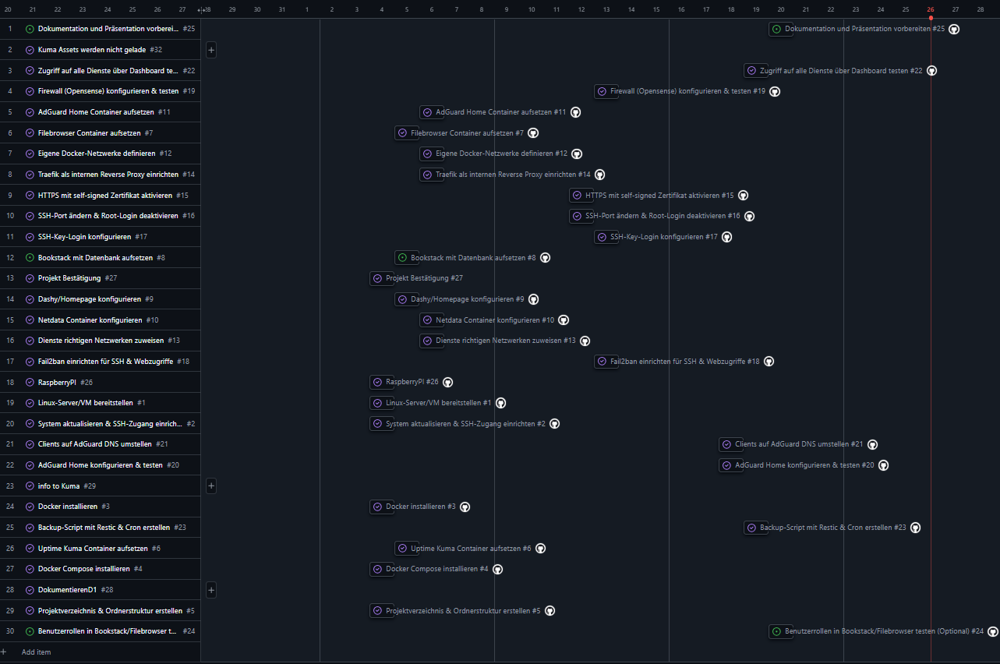 20 21 22 23 24 25 26 27 28 29 30 31 1 2 3 4 5 6 7 8 9 10 11 12 13 14 15 16 17 18 19 20 21 22 23 24 25 26 27 28
1 Dokumentation und Präsentation vorberei... #25 Dokumentation und Präsentation vorbereiten #25
2 Kuma Assets werden nicht gelade #32 +
3 Zugriff auf alle Dienste über Dashboard te... #22 Zugriff auf alle Dienste über Dashboard testen #22
4 Firewall (Opensense) konfigurieren & testen #19 Firewall (Opensense) konfigurieren & testen #19
5 AdGuard Home Container aufsetzen #11 AdGuard Home Container aufsetzen #11
6 Filebrowser Container aufsetzen #7 Filebrowser Container aufsetzen #7
7 Eigene Docker-Netzwerke definieren #12 Eigene Docker-Netzwerke definieren #12
8 Traefik als internen Reverse Proxy einrichten #14 Traefik als internen Reverse Proxy einrichten #14
9 HTTPS mit self-signed Zertifikat aktivieren #15 HTTPS mit self-signed Zertifikat aktivieren #15
10 SSH-Port ändern & Root-Login deaktivieren #16 SSH-Port ändern & Root-Login deaktivieren #16
11 SSH-Key-Login konfigurieren #17 SSH-Key-Login konfigurieren #17
12 Bookstack mit Datenbank aufsetzen #8 Bookstack mit Datenbank aufsetzen #8
13 Projekt Bestätigung #27 Projekt Bestätigung #27
14 Dashy/Homepage konfigurieren #9 Dashy/Homepage konfigurieren #9
15 Netdata Container konfigurieren #10 Netdata Container konfigurieren #10
16 Dienste richtigen Netzwerken zuweisen #13 Dienste richtigen Netzwerken zuweisen #13
17 Fail2ban einrichten für SSH & Webzugriffe #18 Fail2ban einrichten für SSH & Webzugriffe #18
18 RaspberryPI #26 RaspberryPI #26
19 Linux-Server/VM bereitstellen #1 Linux-Server/VM bereitstellen #1
20 System aktualisieren & SSH-Zugang einrich... #2 System aktualisieren & SSH-Zugang einrichten #2
21 Clients auf AdGuard DNS umstellen #21 Clients auf AdGuard DNS umstellen #21
22 AdGuard Home konfigurieren & testen #20 AdGuard Home konfigurieren & testen #20
23 info to Kuma #29 +
24 Docker installieren #3 Docker installieren #3
25 Backup-Script mit Restic & Cron erstellen #23 Backup-Script mit Restic & Cron erstellen #23
26 Uptime Kuma Container aufsetzen #6 Uptime Kuma Container aufsetzen #6
27 Docker Compose installieren #4 Docker Compose installieren #4
28 DokumentierenD1 #28 +
29 Projektverzeichnis & Ordnerstruktur erstellen #5 Projektverzeichnis & Ordnerstruktur erstellen #5
30 Benutzerrollen in Bookstack/Filebrowser t... #24 Benutzerrollen in Bookstack/Filebrowser testen (Optional) #24
+ Add item